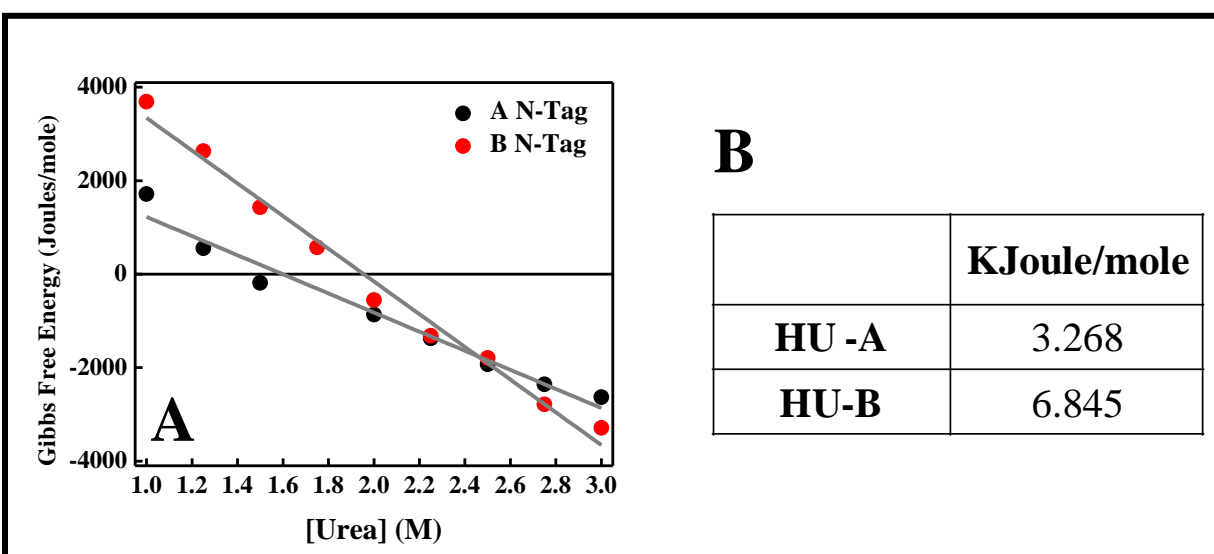 4000
2000
0
-2000
-4000
Gibbs Free Energy (Joules/mole)
A N-Tag
B N-Tag
A
1.0 1.2 1.4 1.6 1.8 2.0 2.2 2.4 2.6 2.8 3.0
[Urea] (M)
B
KJoule/mole
HU -A 3.268
HU-B 6.845